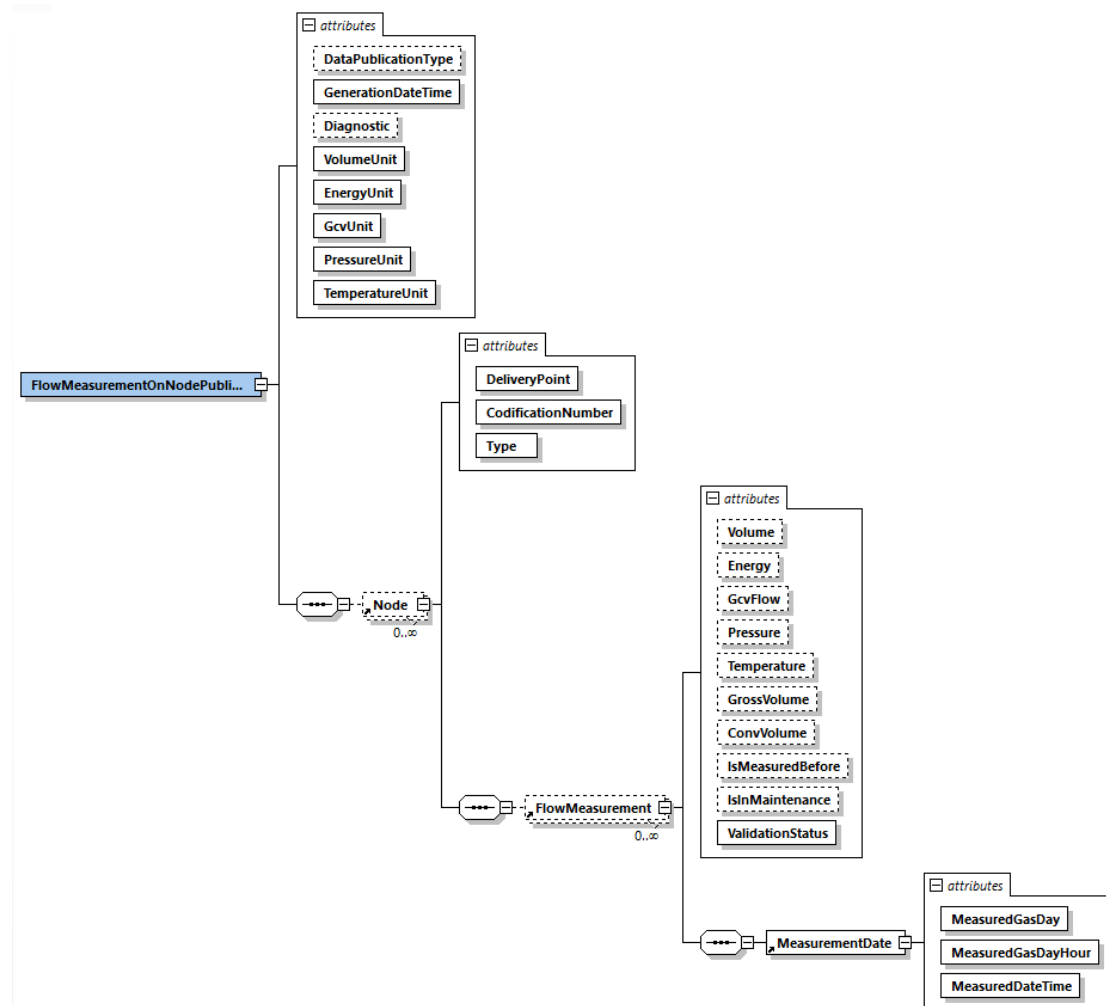 attributes
DataPublicationType
GenerationDateTime
Diagnostic
VolumeUnit
EnergyUnit
GcvUnit
PressureUnit
TemperatureUnit
FlowMeasurementOnNodePubli...
attributes
DeliveryPoint
CodificationNumber
Type
Node
0..∞
attributes
Volume
Energy
GcvFlow
Pressure
Temperature
GrossVolume
ConvVolume
IsMeasuredBefore
IsInMaintenance
ValidationStatus
FlowMeasurement
0..∞
MeasurementDate
attributes
MeasuredGasDay
MeasuredGasDayHour
MeasuredDateTime